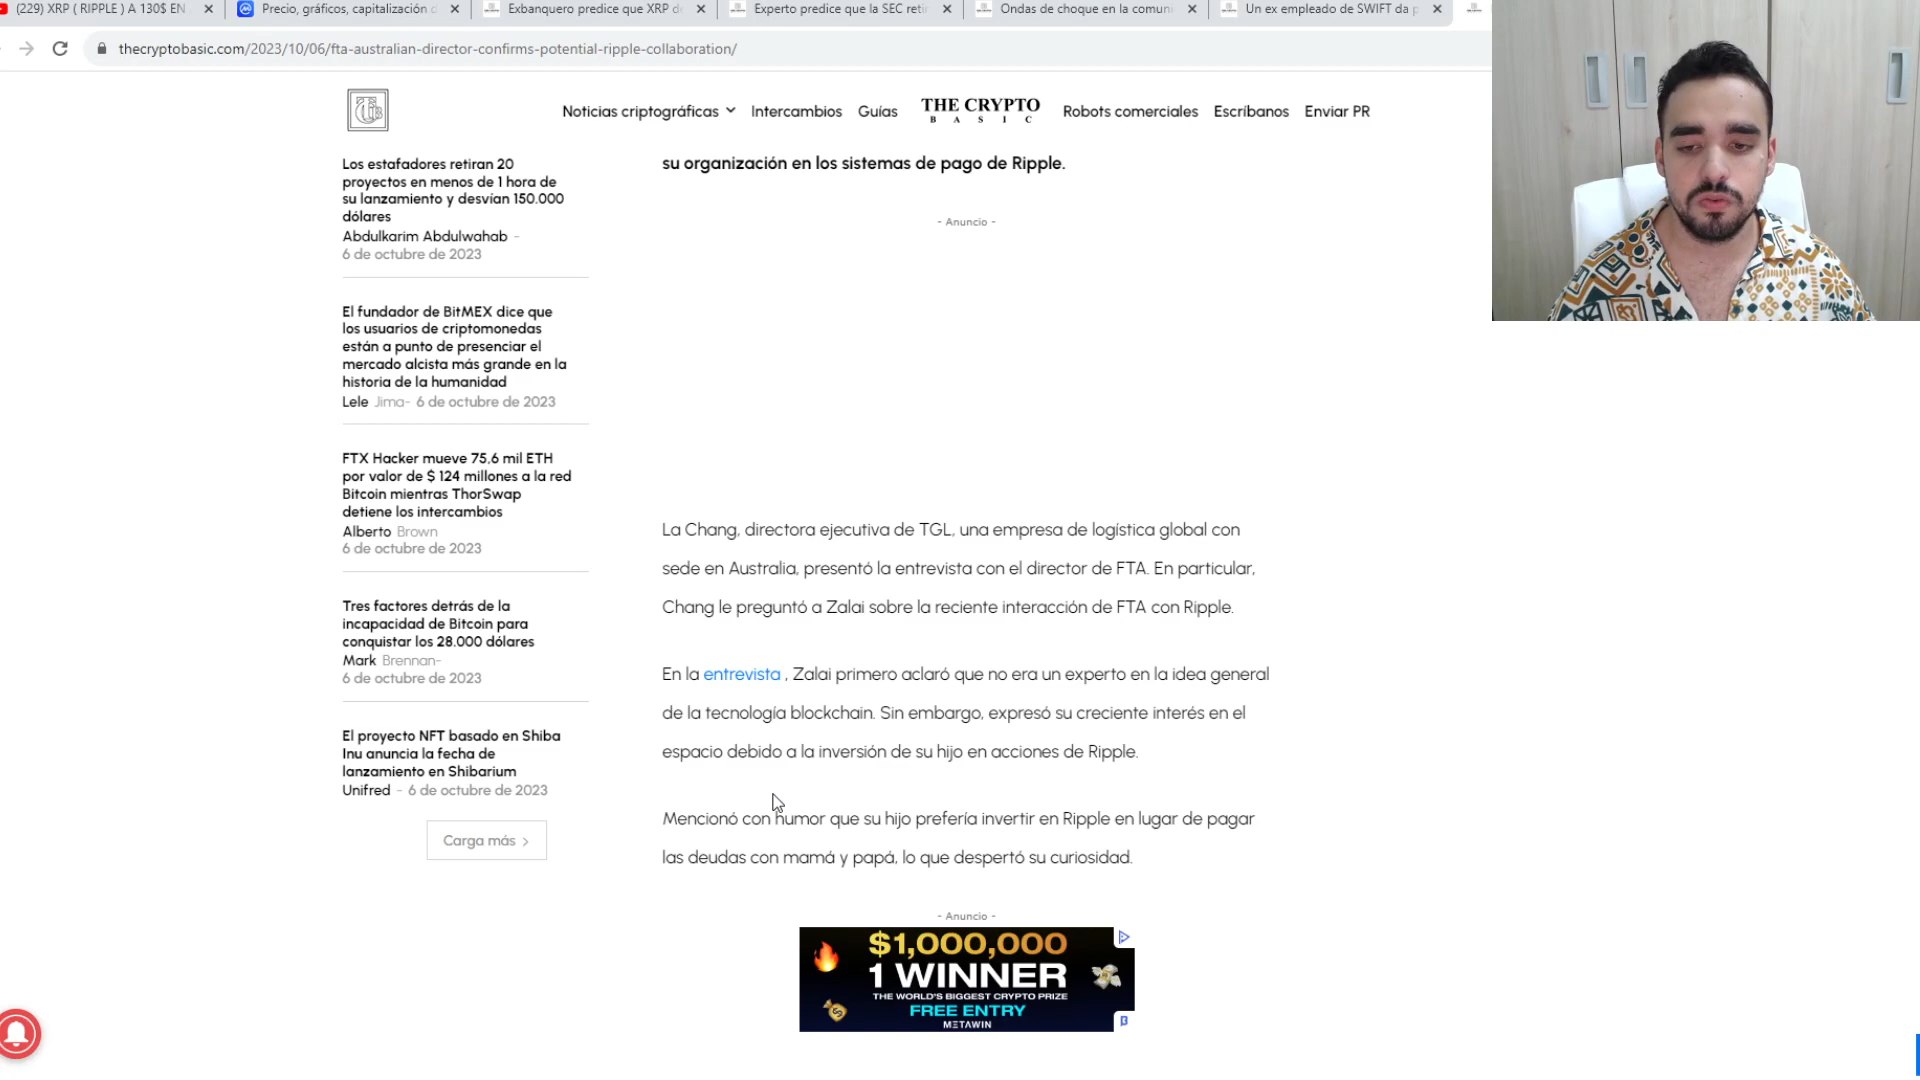 (229) XRP ( RIPPLE ) A 130$ EN
Precio, gráficos, capitalización d
Exbanquero predice que XRP de
Experto predice que la SEC retir
Ondas de choque en la comuni
Un ex empleado de SWIFT da p
thecryptobasic.com/2023/10/06/fta-australian-director-confirms-potential-ripple-collaboration/
Noticias criptográficas
Intercambios
Guías
THE CRYPTO
BASIC
Robots comerciales
Escríbanos
Enviar PR
Los estafadores retiran 20
proyectos en menos de 1 hora de
su lanzamiento y desvían 150.000
dólares
Abdulkarim Abdulwahab -
6 de octubre de 2023
El fundador de BitMEX dice que
los usuarios de criptomonedas
están a punto de presenciar el
mercado alcista más grande en la
historia de la humanidad
Lele Jima- 6 de octubre de 2023
FTX Hacker mueve 75,6 mil ETH
por valor de $ 124 millones a la red
Bitcoin mientras ThorSwap
detiene los intercambios
Alberto Brown
6 de octubre de 2023
Tres factores detrás de la
incapacidad de Bitcoin para
conquistar los 28.000 dólares
Mark Brennan-
6 de octubre de 2023
El proyecto NFT basado en Shiba
Inu anuncia la fecha de
lanzamiento en Shibarium
Unifred - 6 de octubre de 2023
Carga más
su organización en los sistemas de pago de Ripple.
- Anuncio -
La Chang, directora ejecutiva de TGL, una empresa de logística global con
sede en Australia, presentó la entrevista con el director de FTA. En particular,
Chang le preguntó a Zalai sobre la reciente interacción de FTA con Ripple.
En la entrevista , Zalai primero aclaró que no era un experto en la idea general
de la tecnología blockchain. Sin embargo, expresó su creciente interés en el
espacio debido a la inversión de su hijo en acciones de Ripple.
Mencionó con humor que su hijo prefería invertir en Ripple en lugar de pagar
las deudas con mamá y papá, lo que despertó su curiosidad.
- Anuncio -
$1,000,000
1 WINNER
THE WORLD'S BIGGEST CRYPTO PRIZE
FREE ENTRY
METAWIN